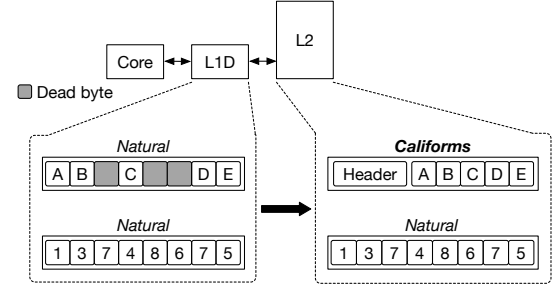 L2
Core
L1D
Dead byte
Natural
A B C D E
Natural
1 3 7 4 8 6 7 5
Califorms
Header A B C D E
Natural
1 3 7 4 8 6 7 5